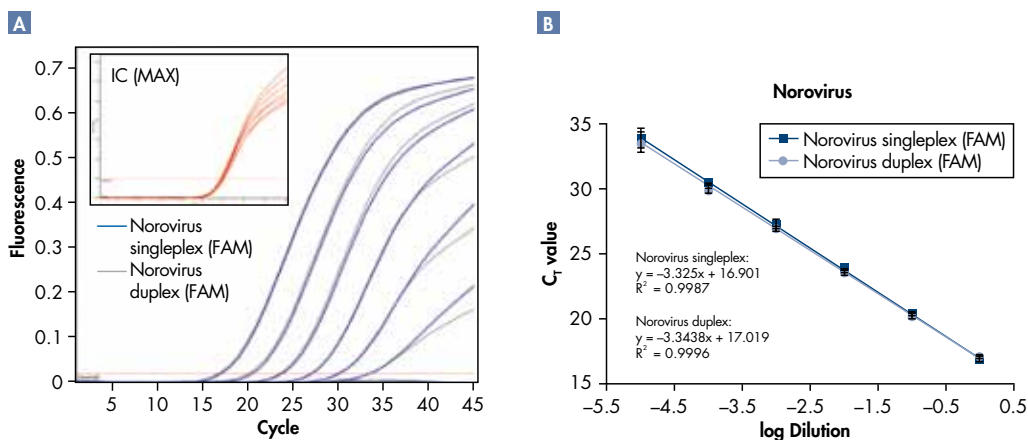 A
IC (MAX)
0.7
0.6
0.5
0.4
0.3
0.2
0.1
0
Fluorescence
Norovirus
singleplex (FAM)
Norovirus
duplex (FAM)
5 10 15 20 25 30 35 40 45
Cycle
B
Norovirus
Norovirus singleplex (FAM)
Norovirus duplex (FAM)
35
30
25
20
15
C_T value
Norovirus singleplex:
y = –3.325x + 16.901
R² = 0.9987
Norovirus duplex:
y = –3.3438x + 17.019
R² = 0.9996
–5.5 –4.5 –3.5 –2.5 –1.5 –0.5 0.5
log Dilution